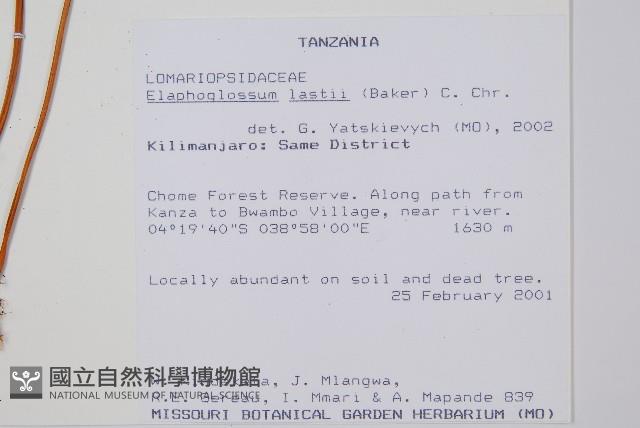 TANZANIA
LOMARIOPSIDACEAE
Elaphoglossum lastii (Baker) C. Chr.
det. G. Yatskievych (MO), 2002
Kilimanjaro: Same District
Chome Forest Reserve. Along path from
Kanza to Bwambo Village, near river.
04°19'40"S 038°58'00"E 1630 m
Locally abundant on soil and dead tree.
25 February 2001
J. Mlangwa,
國立自然科學博物館
R.E. Gereau, I. Mmari & A. Mapande 839
NATIONAL MUSEUM OF NATURAL SCIENCE
MISSOURI BOTANICAL GARDEN HERBARIUM (MO)